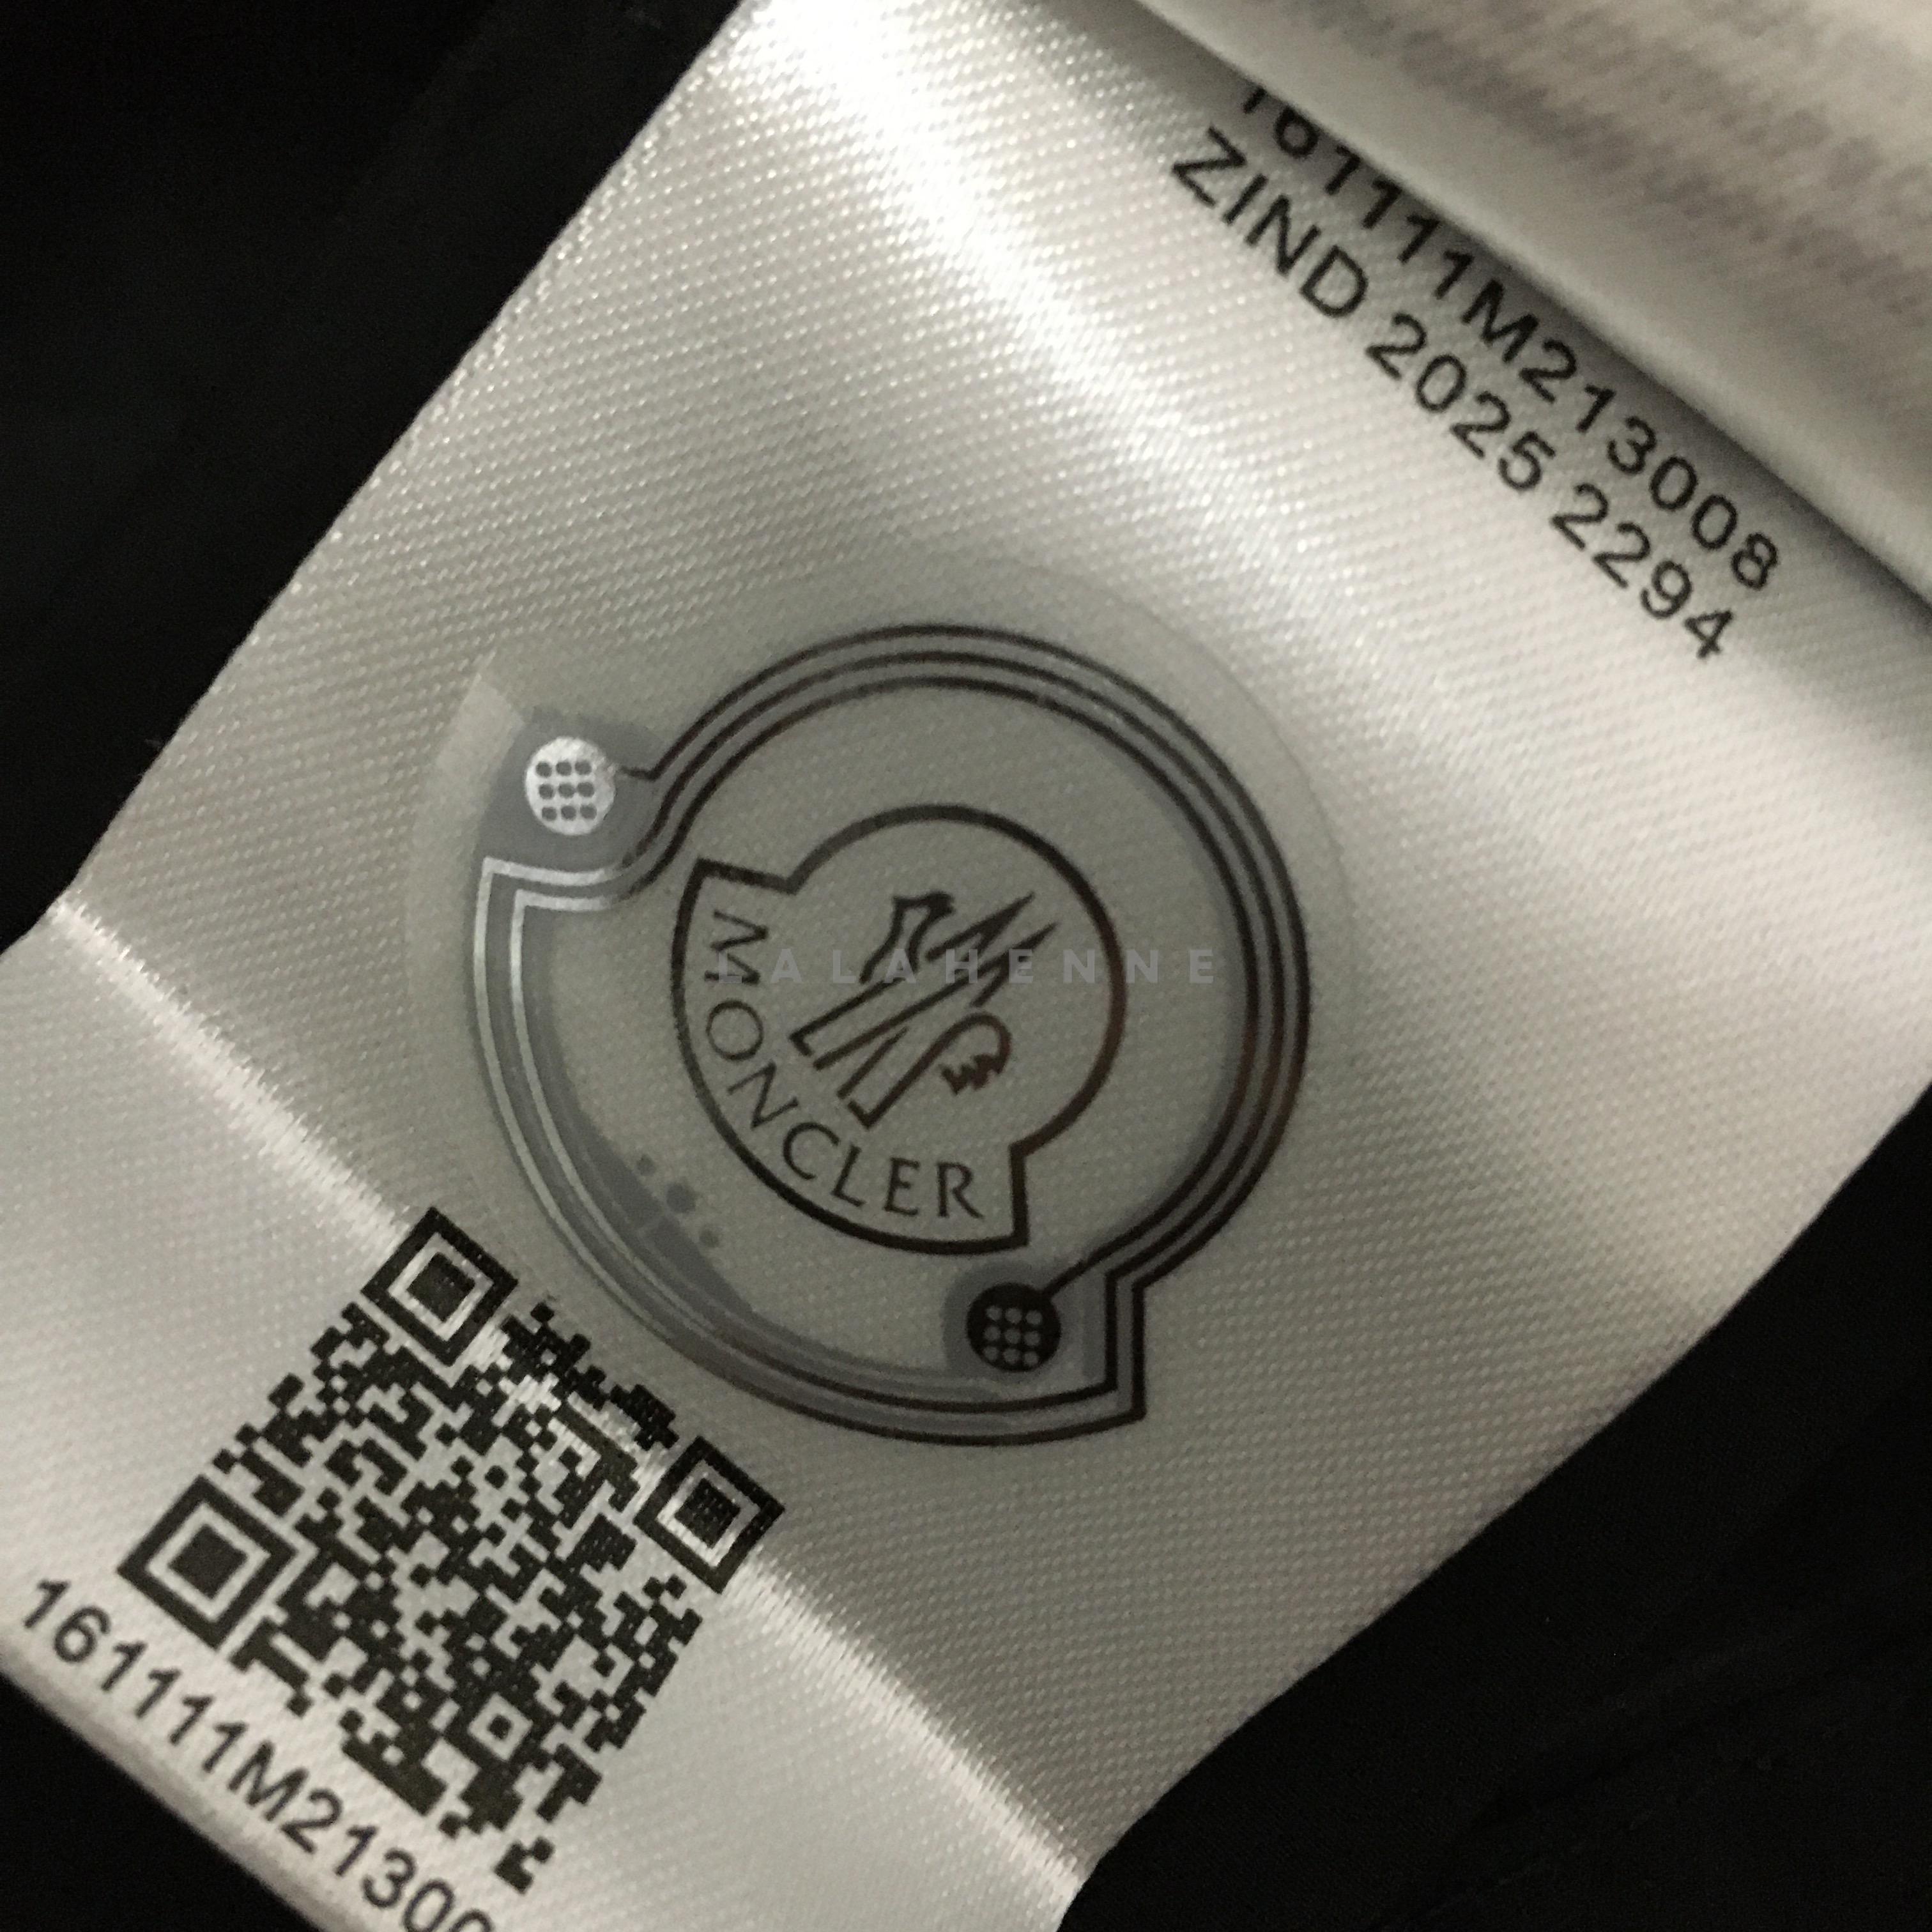 161111M213008
ZIND 2025 2294
MONCLER
LALAHENNE
161111M21300